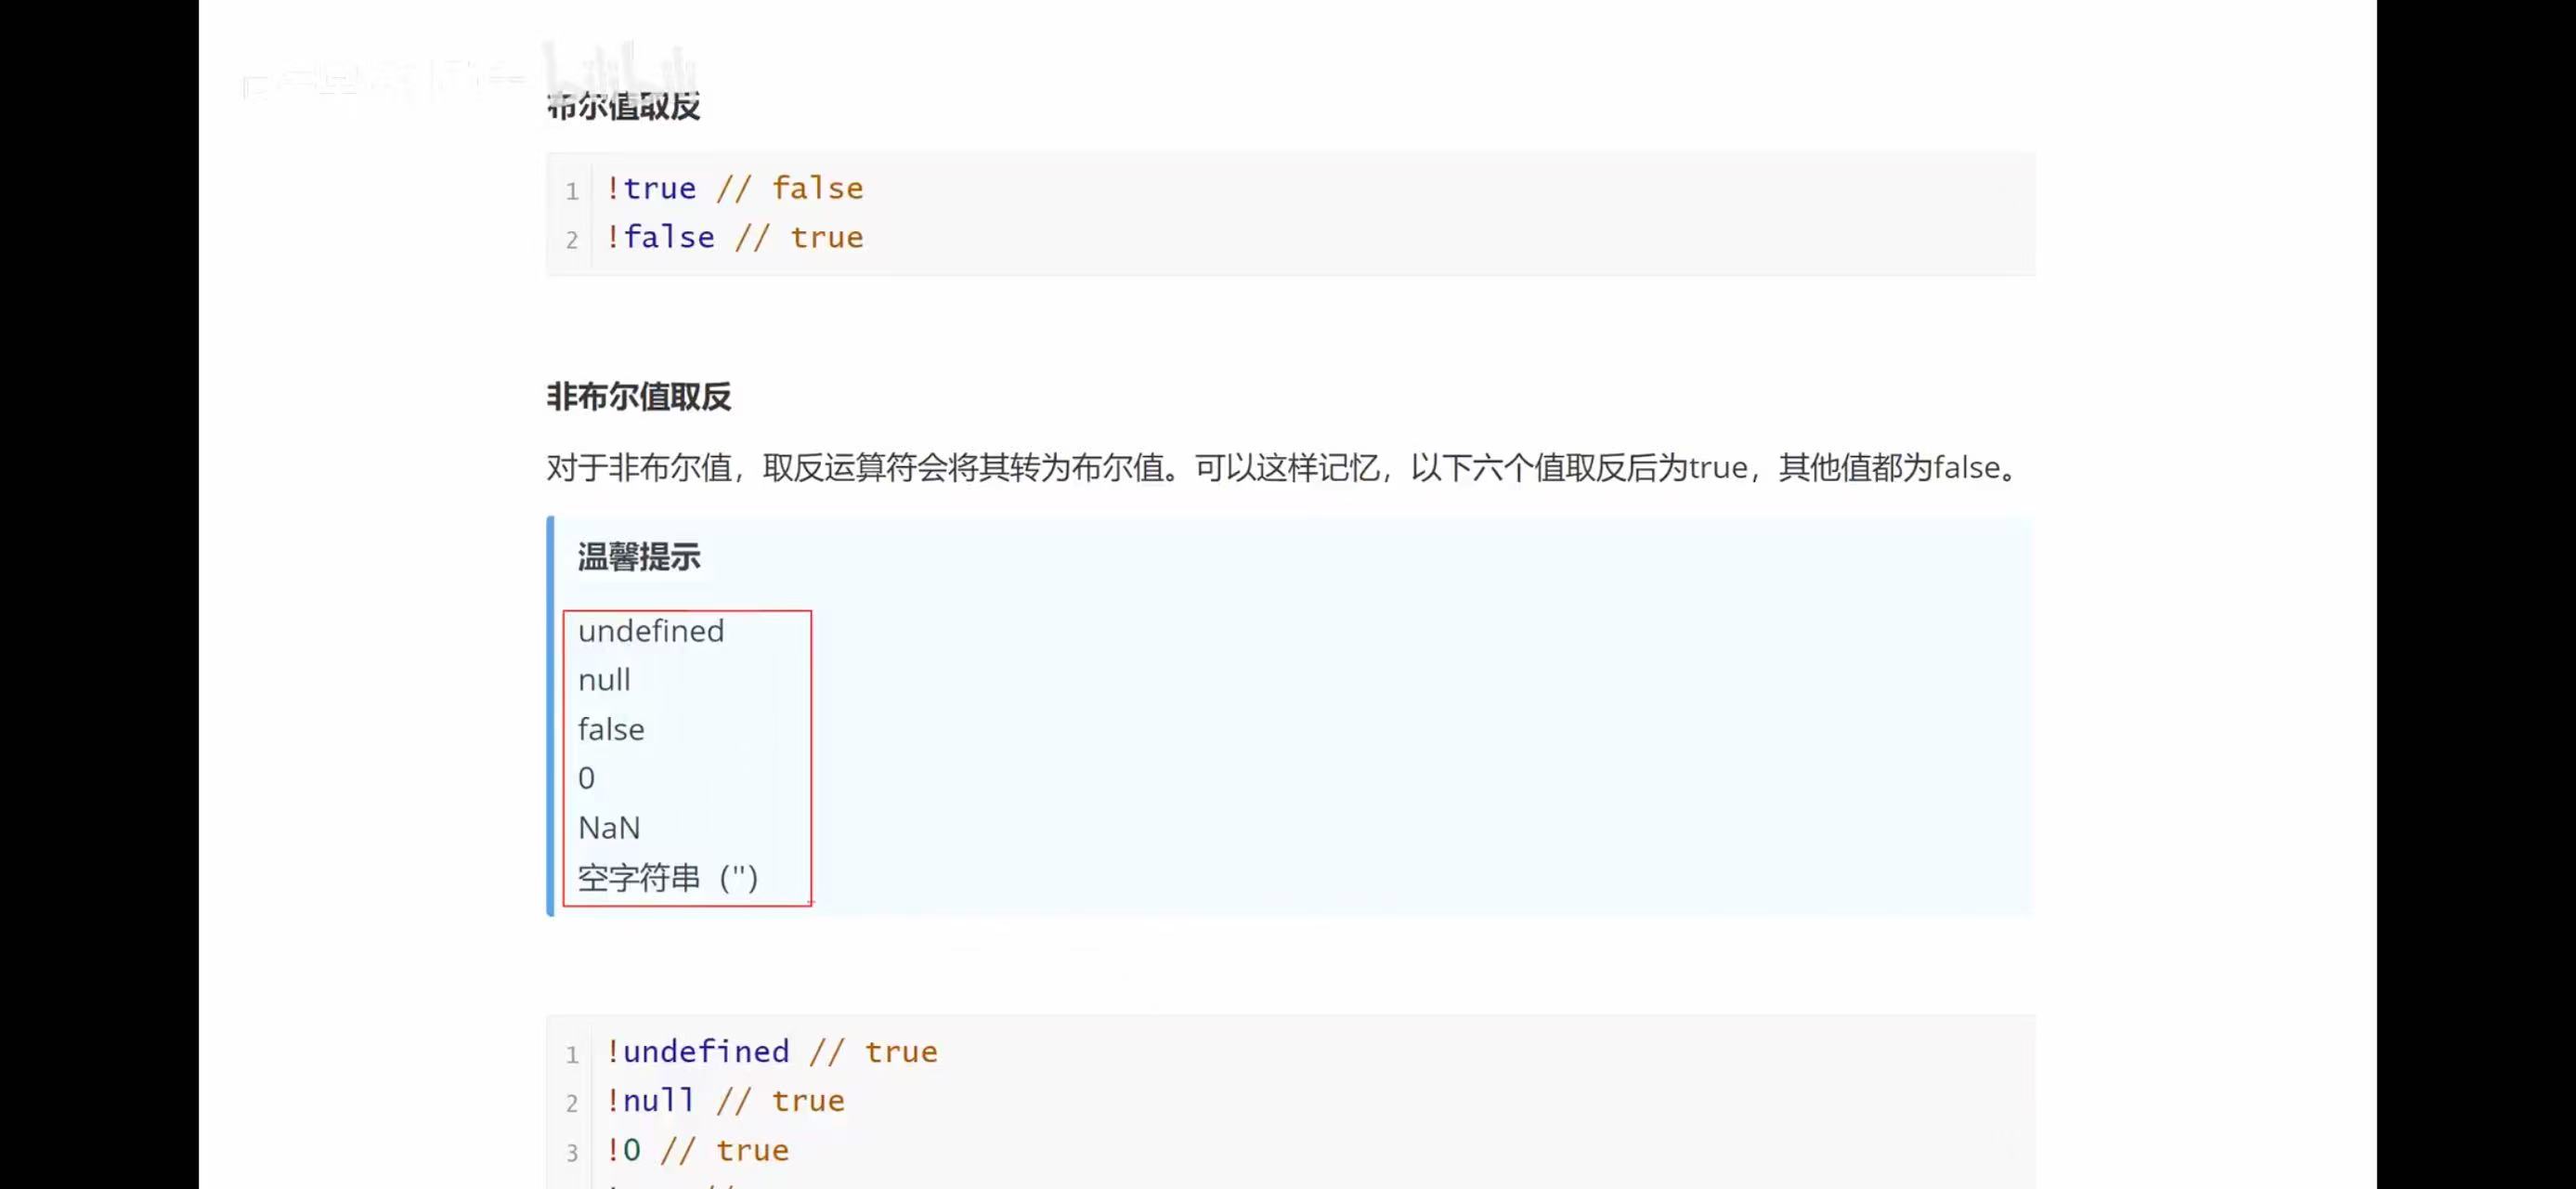 bilibili
布尔值取反
1 !true // false
2 !false // true
非布尔值取反
对于非布尔值，取反运算符会将其转为布尔值。可以这样记忆，以下六个值取反后为true，其他值都为false。
温馨提示
undefined
null
false
0
NaN
空字符串（''）
1 !undefined // true
2 !null // true
3 !0 // true